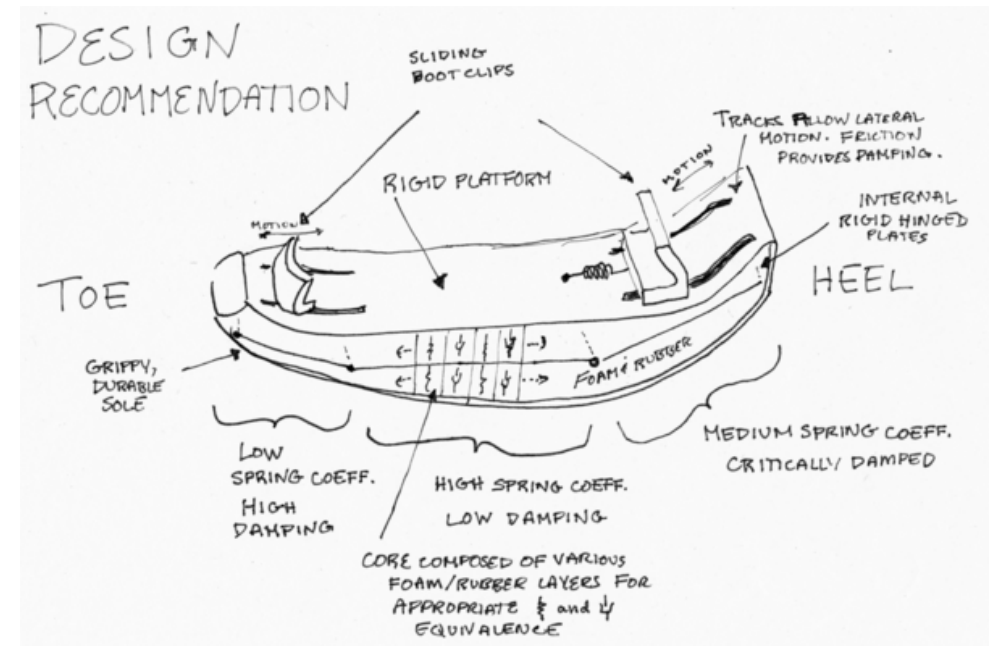 DESIGN
RECOMMENDATION
SLIDING
BOOT CLIPS
TRACKS ALLOW LATERAL
MOTION. FRICTION
PROVIDES DAMPING.
MOTION
RIGID PLATFORM
INTERNAL
RIGID HINGED
PLATES
MOTION
TOE
HEEL
GRIPPY,
DURABLE
SOLE
FOAM & RUBBER
LOW
SPRING COEFF.
HIGH
DAMPING
HIGH SPRING COEFF.
LOW DAMPING
MEDIUM SPRING COEFF.
CRITICALLY DAMPED
CORE COMPOSED OF VARIOUS
FOAM/RUBBER LAYERS FOR
APPROPRIATE and
EQUIVALENCE